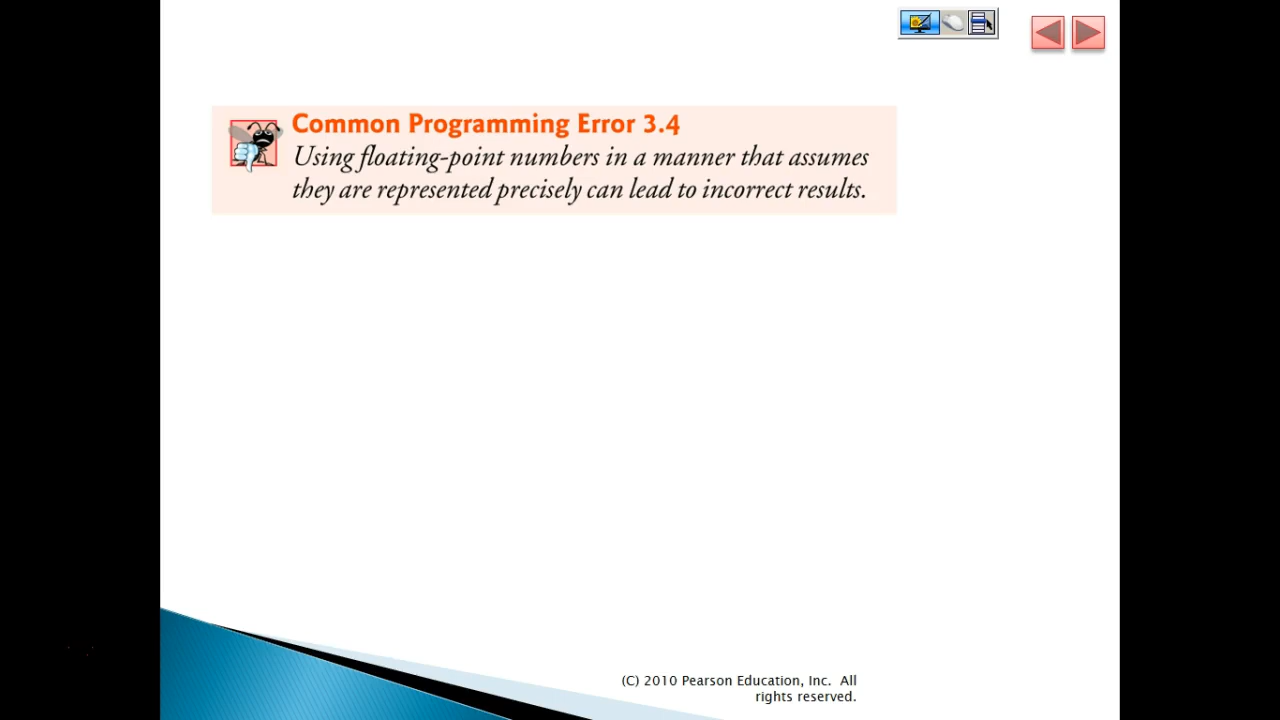 Common Programming Error 3.4
Using floating-point numbers in a manner that assumes
they are represented precisely can lead to incorrect results.
(C) 2010 Pearson Education, Inc.  All
rights reserved.